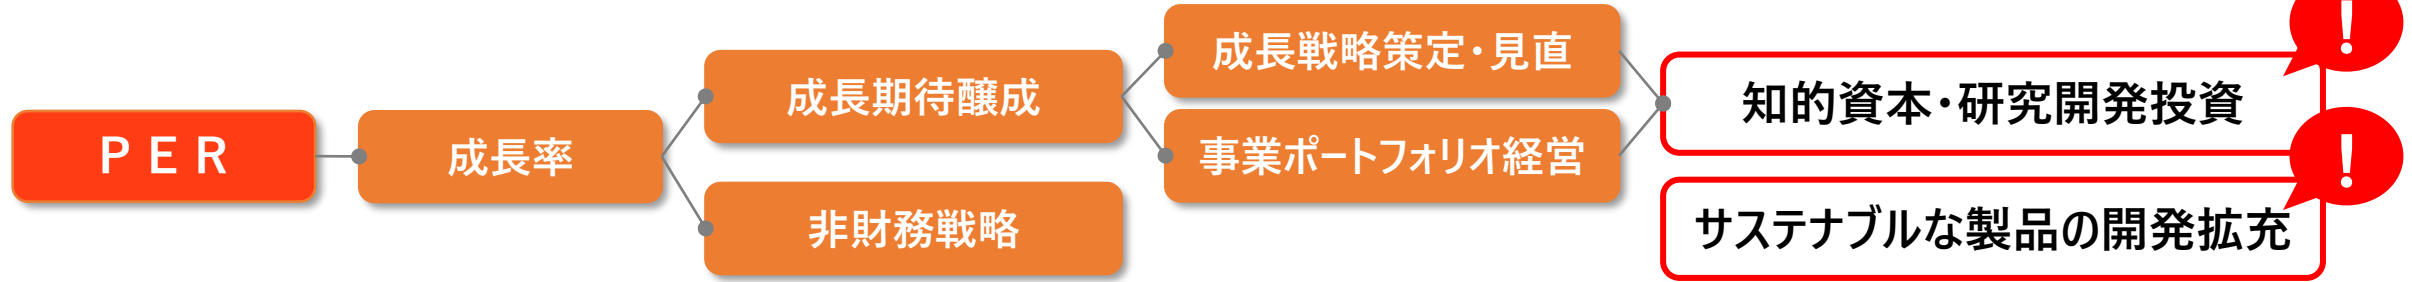 PER
成長率
成長期待醸成
非財務戦略
成長戦略策定・見直
事業ポートフォリオ経営
!
知的資本・研究開発投資
!
サステナブルな製品の開発拡充